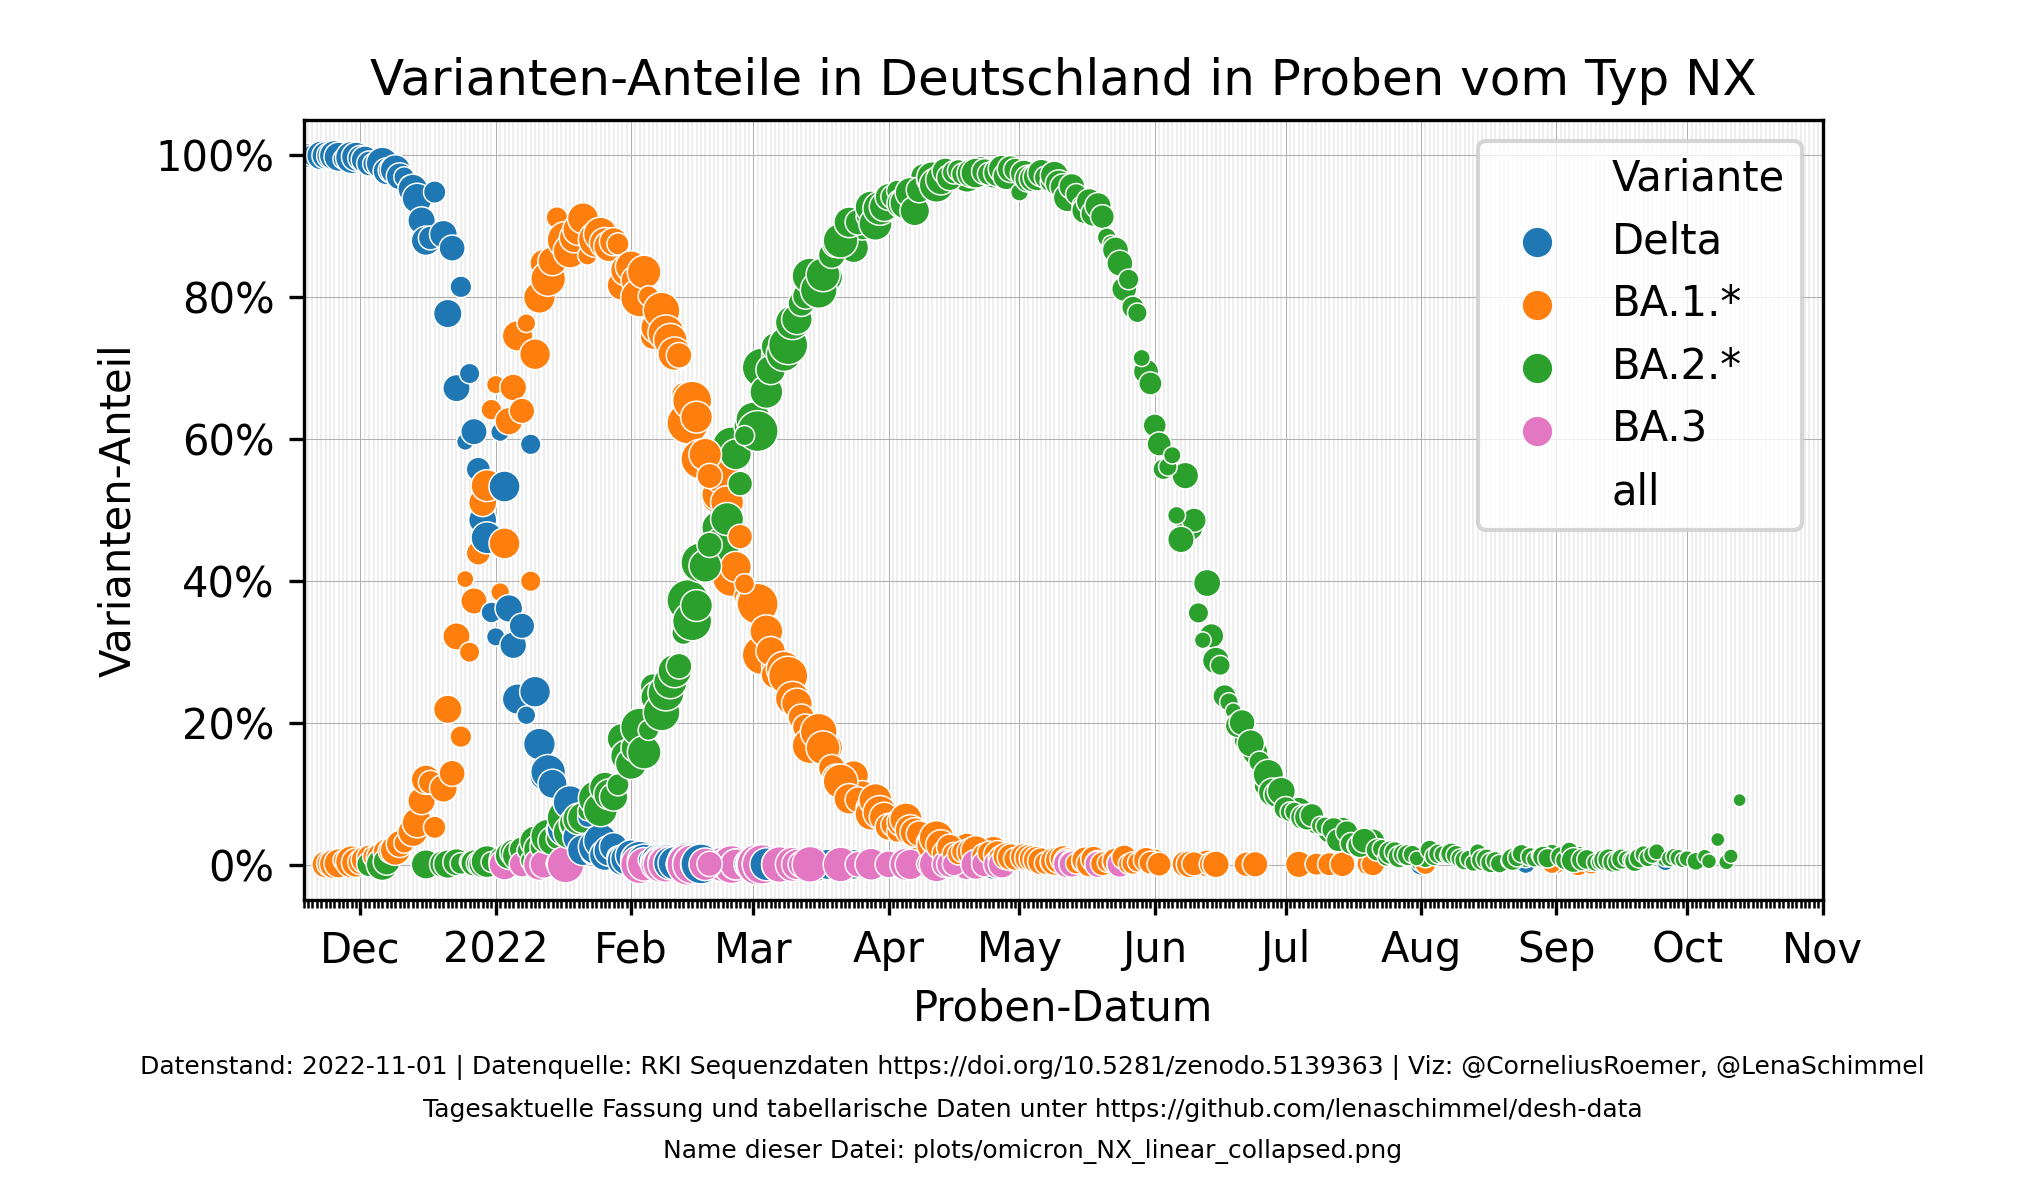 Varianten-Anteile in Deutschland in Proben vom Typ NX
Varianten-Anteil
100%
80%
60%
40%
20%
0%
Variante
Delta
BA.1.*
BA.2.*
BA.3
all
Dec 2022 Feb Mar Apr May Jun Jul Aug Sep Oct Nov
Proben-Datum
Datenstand: 2022-11-01 | Datenquelle: RKI Sequenzdaten https://doi.org/10.5281/zenodo.5139363 | Viz: @CorneliusRoemer, @LenaSchimmel
Tagesaktuelle Fassung und tabellarische Daten unter https://github.com/lenaschimmel/desh-data
Name dieser Datei: plots/omicron_NX_linear_collapsed.png